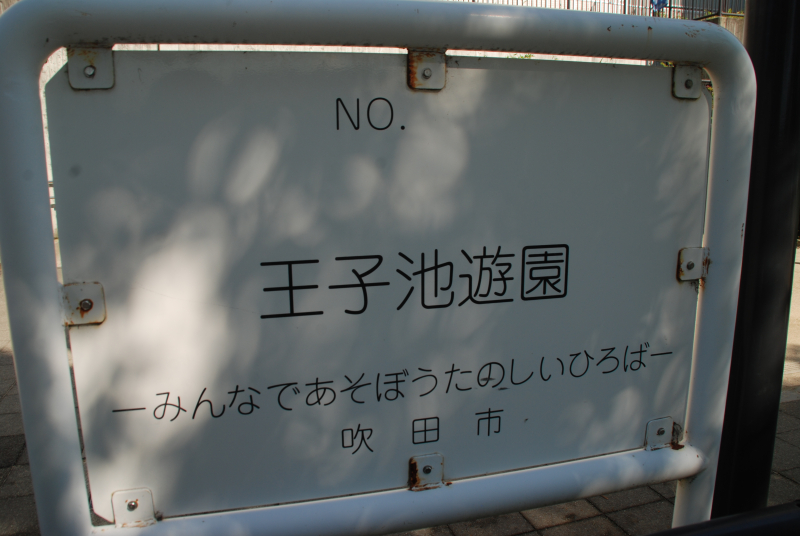 NO.
王子池遊園
ーみんなであそぼうたのしいひろばー
吹田市